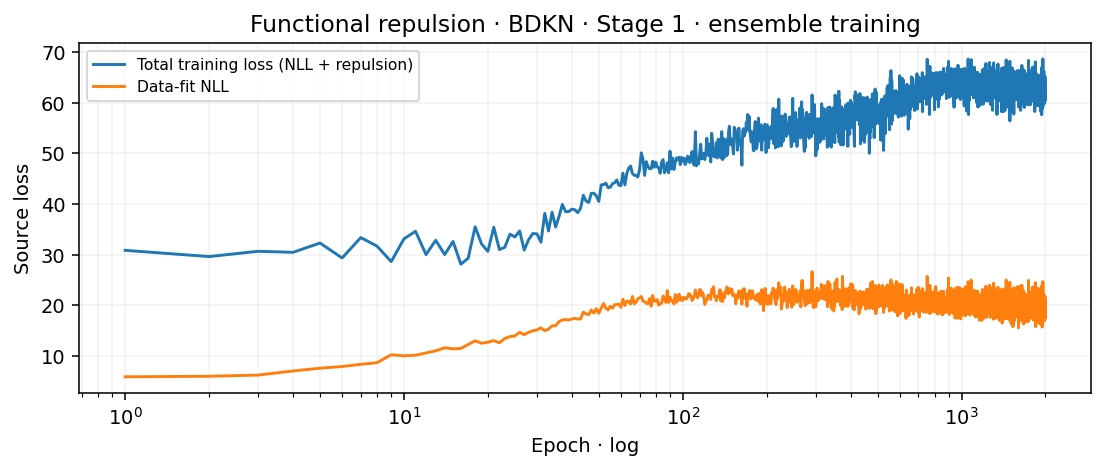 Functional repulsion · BDKN · Stage 1 · ensemble training
Total training loss (NLL + repulsion)
Data-fit NLL
Source loss
70
60
50
40
30
20
10
10⁰
10¹
10²
10³
Epoch · log